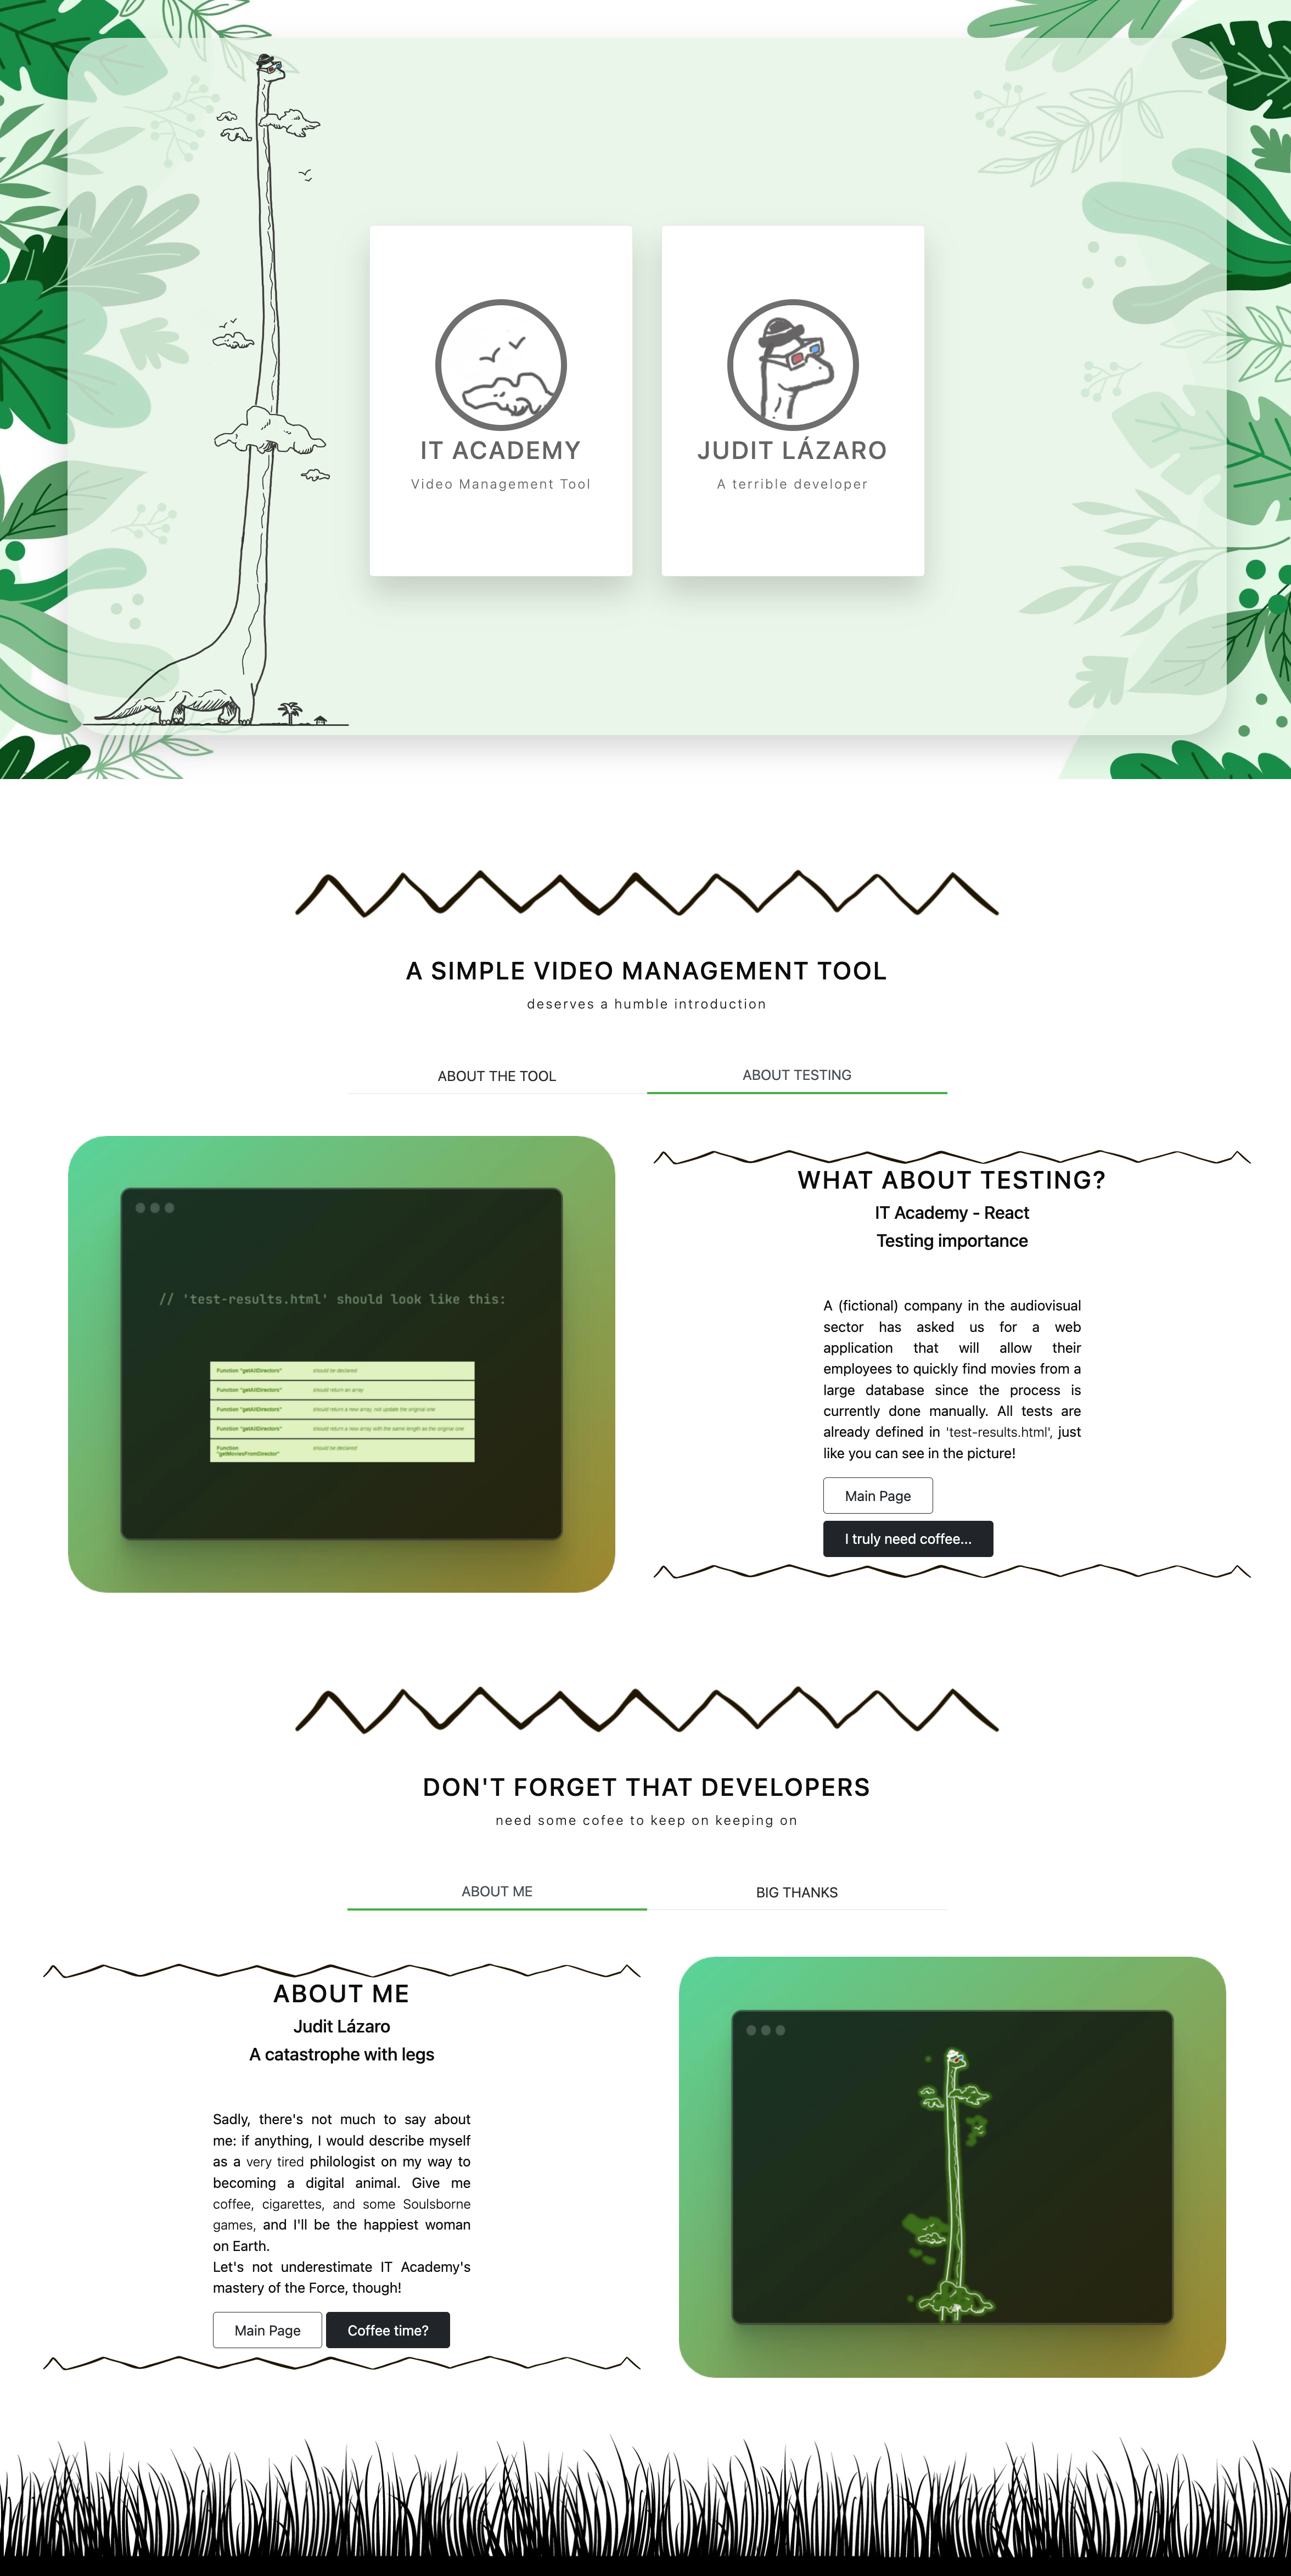 IT ACADEMY
Video Management Tool
JUDIT LÁZARO
A terrible developer
A SIMPLE VIDEO MANAGEMENT TOOL
deserves a humble introduction
ABOUT THE TOOL
ABOUT TESTING
// 'test-results.html' should look like this:
Function "getAllDirectors" should be declared
Function "getAllDirectors" should return an array
Function "getAllDirectors" should return a new array, not update the original one
Function "getAllDirectors" should return a new array with the same length as the original one
Function "getMoviesFromDirector" should be declared
WHAT ABOUT TESTING?
IT Academy - React
Testing importance
A (fictional) company in the audiovisual
sector has asked us for a web
application that will allow their
employees to quickly find movies from a
large database since the process is
currently done manually. All tests are
already defined in 'test-results.html', just
like you can see in the picture!
Main Page
I truly need coffee...
DON'T FORGET THAT DEVELOPERS
need some cofee to keep on keeping on
ABOUT ME
BIG THANKS
ABOUT ME
Judit Lázaro
A catastrophe with legs
Sadly, there's not much to say about
me: if anything, I would describe myself
as a very tired philologist on my way to
becoming a digital animal. Give me
coffee, cigarettes, and some Soulsborne
games, and I'll be the happiest woman
on Earth.
Let's not underestimate IT Academy's
mastery of the Force, though!
Main Page
Coffee time?